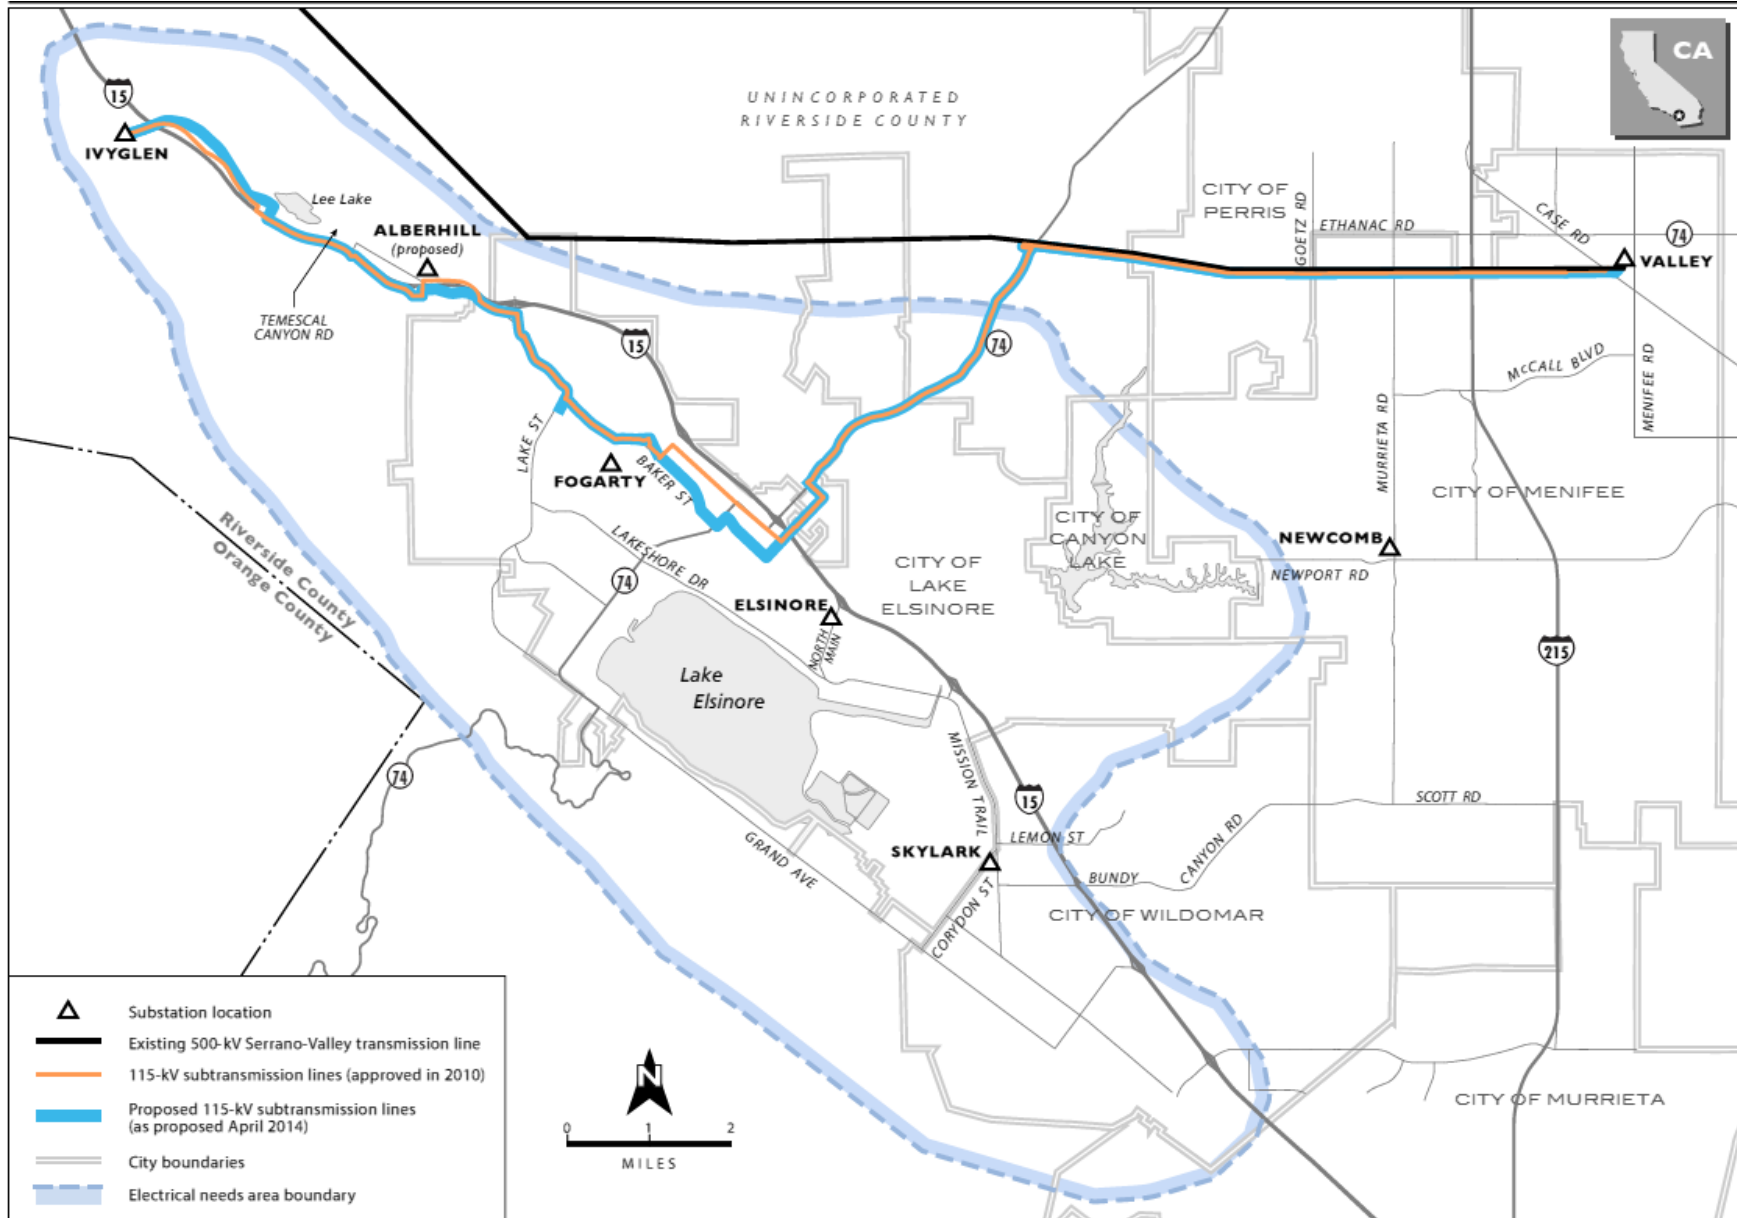 CA
15
UNINCORPORATED
RIVERSIDE COUNTY
IVYGLEN
Lee Lake
ALBERHILL
(proposed)
TEMESCAL
CANYON RD
15
CITY OF
PERRIS
GOETZ RD
ETHANAC RD
CASE RD
74
VALLEY
74
McCALL BLVD
MENIFEE RD
MURRIETA RD
LAKE ST
FOGARTY
BAKER ST
CITY OF MENIFEE
Riverside County
Orange County
LAKESHORE DR
74
CITY OF
CANYON
LAKE
NEWCOMB
NEWPORT RD
CITY OF
LAKE
ELSINORE
ELSINORE
NORTH
MAIN
215
Lake
Elsinore
74
MISSION TRAIL
15
SCOTT RD
LEMON ST
GRAND AVE
SKYLARK
BUNDY
CANYON RD
CORYDON ST
CITY OF WILDOMAR
CITY OF MURRIETA
Substation location
Existing 500-kV Serrano-Valley transmission line
115-kV subtransmission lines (approved in 2010)
Proposed 115-kV subtransmission lines
(as proposed April 2014)
City boundaries
Electrical needs area boundary
N
0 1 2
MILES